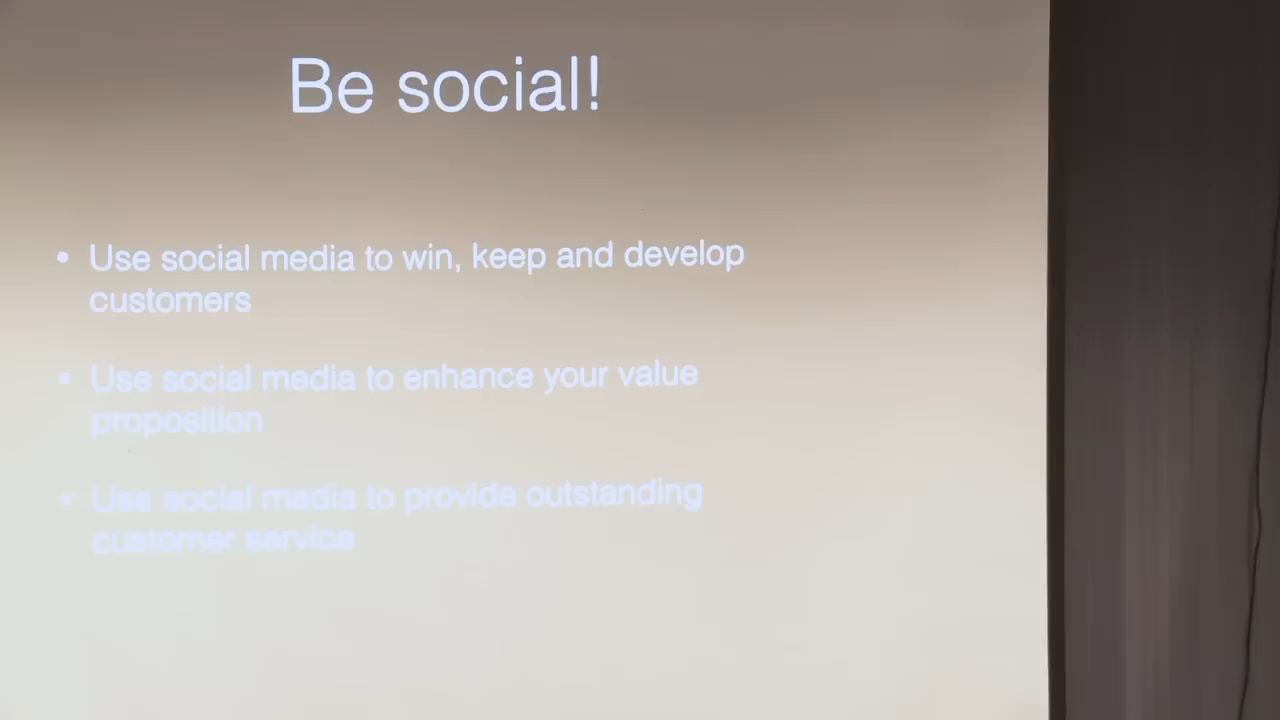 Be social!
• Use social media to win, keep and develop
customers
• Use social media to enhance your value
proposition
• Use social media to provide outstanding
customer service